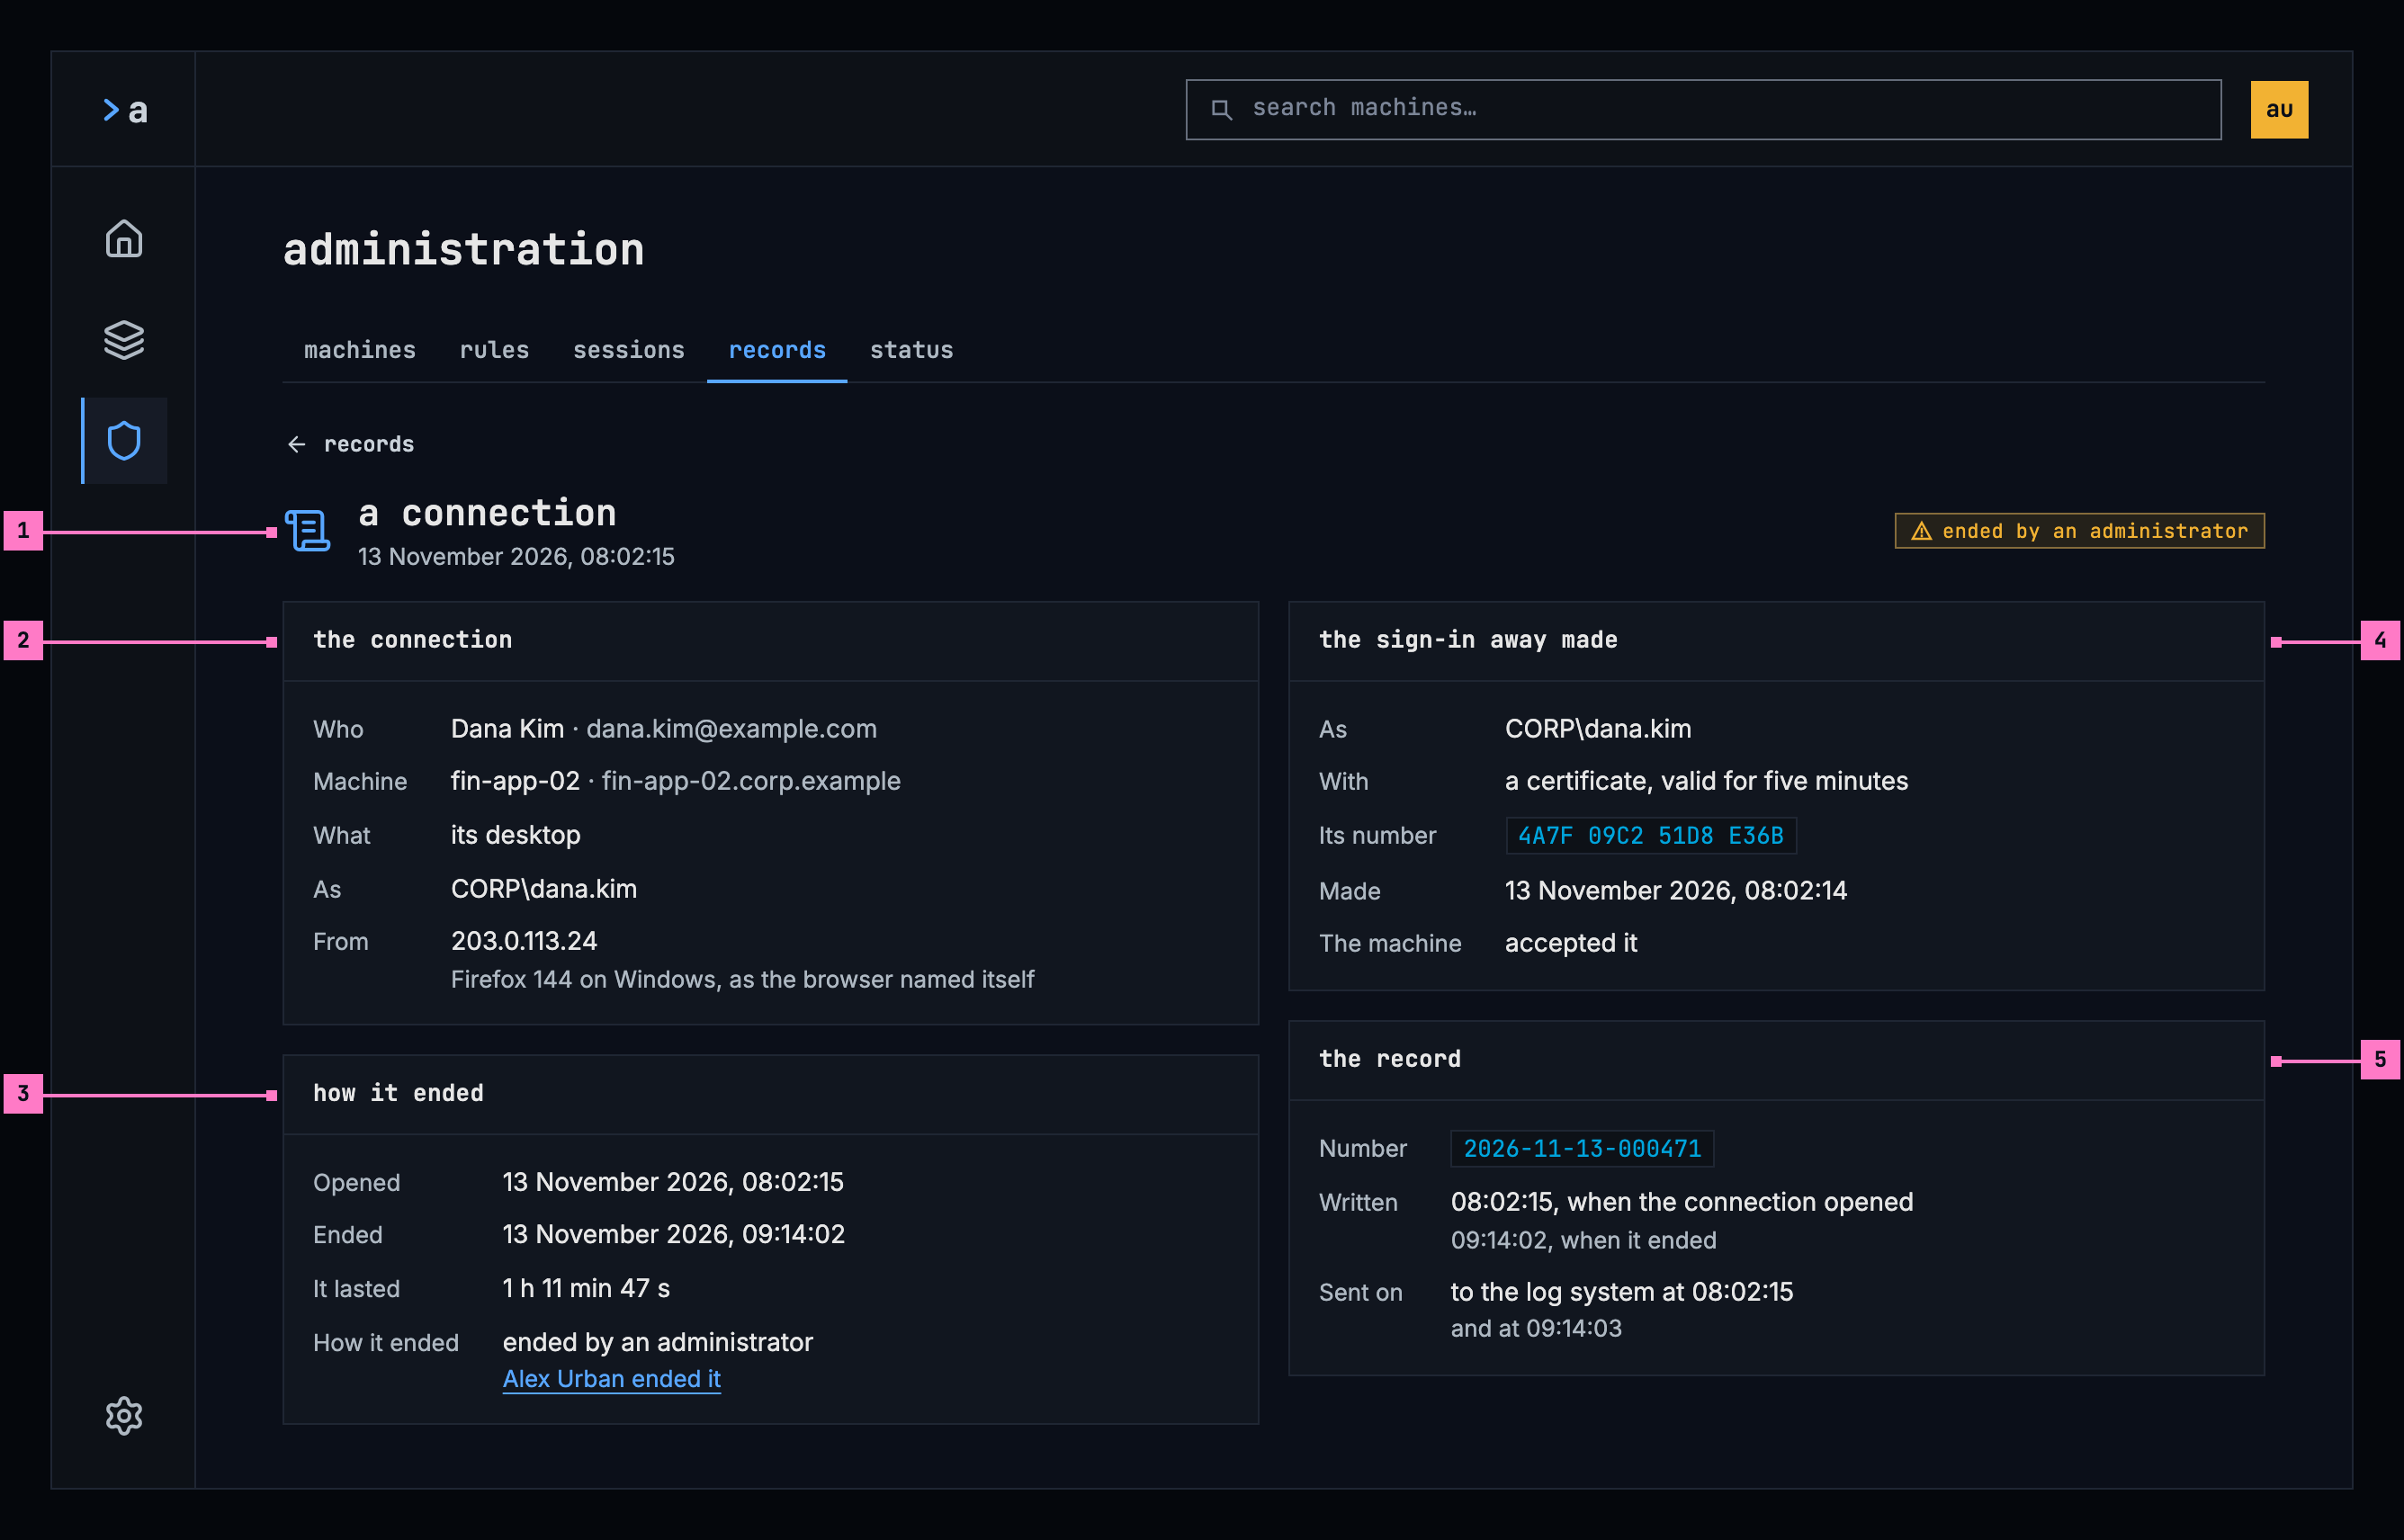 > a
search machines…
au
administration
machines rules sessions records status
← records
1
a connection
13 November 2026, 08:02:15
ended by an administrator
2
the connection
Who Dana Kim · dana.kim@example.com
Machine fin-app-02 · fin-app-02.corp.example
What its desktop
As CORP\dana.kim
From 203.0.113.24
Firefox 144 on Windows, as the browser named itself
3
how it ended
Opened 13 November 2026, 08:02:15
Ended 13 November 2026, 09:14:02
It lasted 1 h 11 min 47 s
How it ended ended by an administrator
Alex Urban ended it
4
the sign-in away made
As CORP\dana.kim
With a certificate, valid for five minutes
Its number 4A7F 09C2 51D8 E36B
Made 13 November 2026, 08:02:14
The machine accepted it
5
the record
Number 2026-11-13-000471
Written 08:02:15, when the connection opened
09:14:02, when it ended
Sent on to the log system at 08:02:15
and at 09:14:03